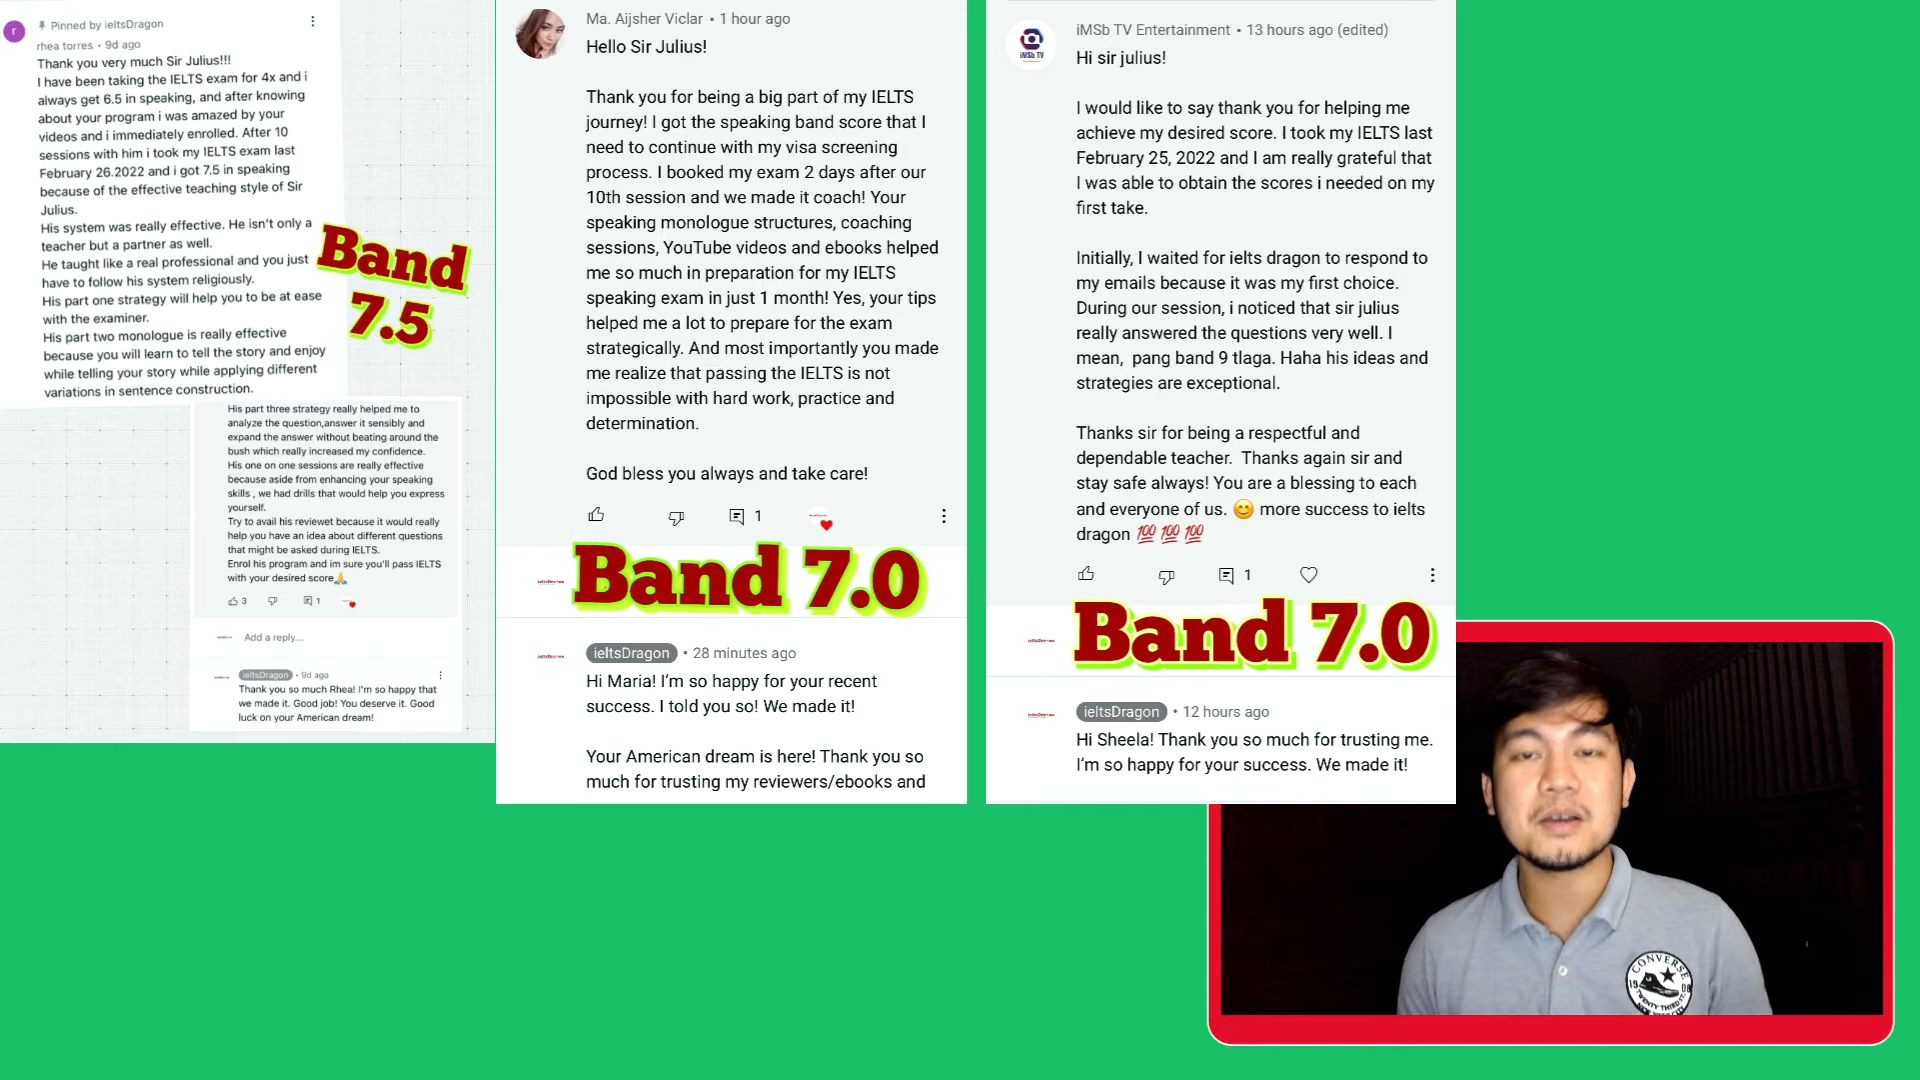 r
Pinned by ieltsDragon
rhea torres • 9d ago
Thank you very much Sir Julius!!!
I have been taking the IELTS exam for 4x and i
always get 6.5 in speaking, and after knowing
about your program i was amazed by your
videos and i immediately enrolled. After 10
sessions with him i took my IELTS exam last
February 26.2022 and i got 7.5 in speaking
because of the effective teaching style of Sir
Julius.
His system was really effective. He isn't only a
teacher but a partner as well.
He taught like a real professional and you just
have to follow his system religiously.
His part one strategy will help you to be at ease
with the examiner.
His part two monologue is really effective
because you will learn to tell the story and enjoy
while telling your story while applying different
variations in sentence construction.
Band
7.5
His part three strategy really helped me to
analyze the question,answer it sensibly and
expand the answer without beating around the
bush which really increased my confidence.
His one on one sessions are really effective
because aside from enhancing your speaking
skills , we had drills that would help you express
yourself.
Try to avail his reviewet because it would really
help you have an idea about different questions
that might be asked during IELTS.
Enrol his program and im sure you'll pass IELTS
with your desired score🙏
3
1
Add a reply...
ieltsDragon • 9d ago
Thank you so much Rhea! I'm so happy that
we made it. Good job! You deserve it. Good
luck on your American dream!
Ma. Aijsher Viclar • 1 hour ago
Hello Sir Julius!
Thank you for being a big part of my IELTS
journey! I got the speaking band score that I
need to continue with my visa screening
process. I booked my exam 2 days after our
10th session and we made it coach! Your
speaking monologue structures, coaching
sessions, YouTube videos and ebooks helped
me so much in preparation for my IELTS
speaking exam in just 1 month! Yes, your tips
helped me a lot to prepare for the exam
strategically. And most importantly you made
me realize that passing the IELTS is not
impossible with hard work, practice and
determination.
God bless you always and take care!
1
Band 7.0
ieltsDragon • 28 minutes ago
Hi Maria! I'm so happy for your recent
success. I told you so! We made it!
Your American dream is here! Thank you so
much for trusting my reviewers/ebooks and
iMSb TV
iMSb TV Entertainment • 13 hours ago (edited)
Hi sir julius!
I would like to say thank you for helping me
achieve my desired score. I took my IELTS last
February 25, 2022 and I am really grateful that
I was able to obtain the scores i needed on my
first take.
Initially, I waited for ielts dragon to respond to
my emails because it was my first choice.
During our session, i noticed that sir julius
really answered the questions very well. I
mean,  pang band 9 tlaga. Haha his ideas and
strategies are exceptional.
Thanks sir for being a respectful and
dependable teacher.  Thanks again sir and
stay safe always! You are a blessing to each
and everyone of us. 😊 more success to ielts
dragon 💯 💯 💯
1
Band 7.0
ieltsDragon • 12 hours ago
Hi Sheela! Thank you so much for trusting me.
I'm so happy for your success. We made it!
CONVERSE
19 08
TWENTY THIRD ST.